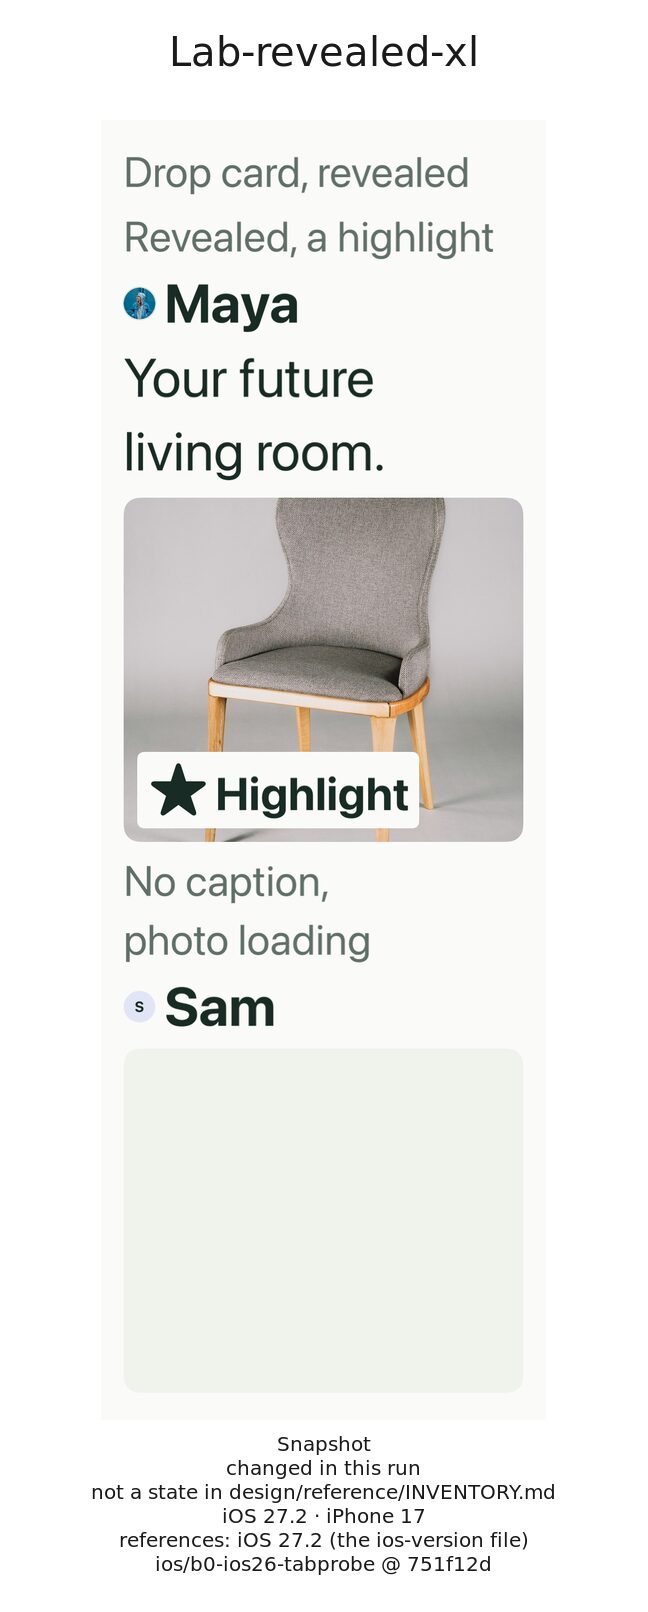 Lab-revealed-xl
Drop card, revealed
Revealed, a highlight
Maya
Your future
living room.
Highlight
No caption,
photo loading
S
Sam
Snapshot
changed in this run
not a state in design/reference/INVENTORY.md
iOS 27.2 · iPhone 17
references: iOS 27.2 (the ios-version file)
ios/b0-ios26-tabprobe @ 751f12d